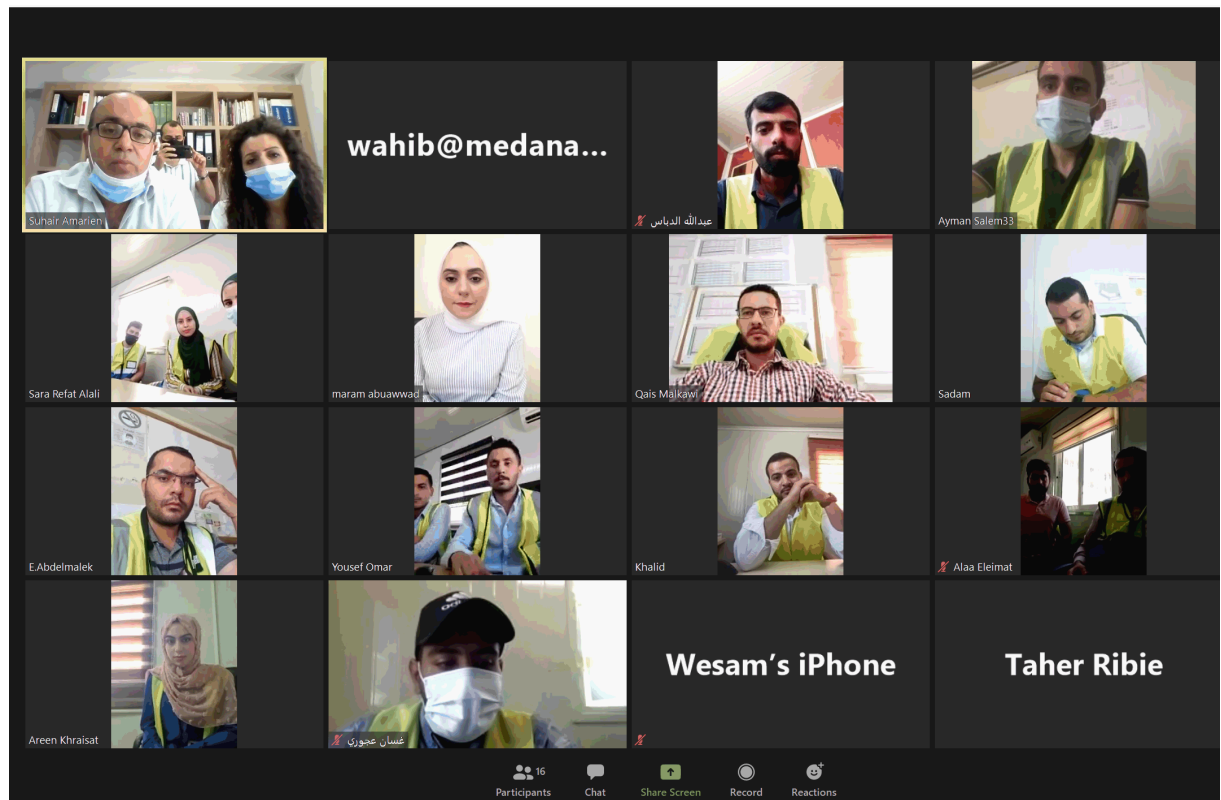 Suhair Amarien
wahib@medana...
عبدالله الدباس
Ayman Salem33
Sara Refat Alali
maram abuawwad
Qais Malkawi
Sadam
E.Abdelmalek
Yousef Omar
Khalid
Alaa Eleimat
Areen Khraisat
غسان عجوري
Wesam's iPhone
Taher Ribie
16
Participants
Chat
Share Screen
Record
Reactions